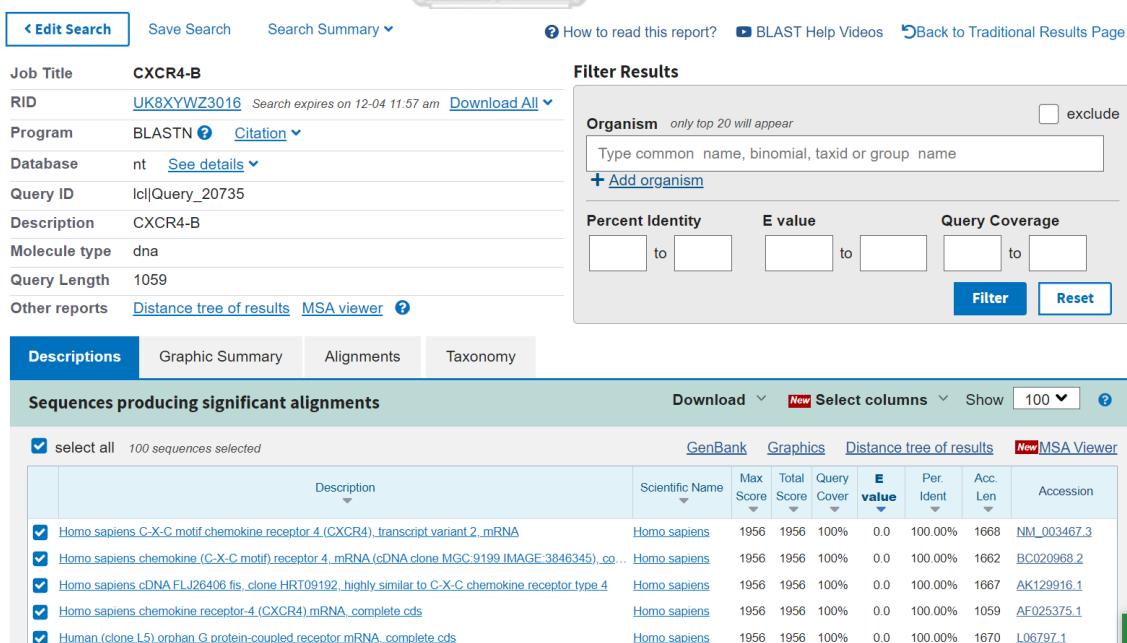 Edit Search Save Search Search Summary How to read this report? BLAST Help Videos Back to Traditional Results Page
Job Title CXCR4-B
RID UK8XYWZ3016 Search expires on 12-04 11:57 am Download All
Program BLASTN Citation
Database nt See details
Query ID lcl|Query_20735
Description CXCR4-B
Molecule type dna
Query Length 1059
Other reports Distance tree of results MSA viewer
Filter Results
Organism only top 20 will appear exclude
Type common name, binomial, taxid or group name
+ Add organism
Percent Identity E value Query Coverage
to to to
Filter Reset
Descriptions Graphic Summary Alignments Taxonomy
Sequences producing significant alignments Download New Select columns Show 100
select all 100 sequences selected GenBank Graphics Distance tree of results New MSA Viewer
Description Scientific Name Max Score Total Score Query Cover E value Per. Ident Acc. Len Accession
Homo sapiens C-X-C motif chemokine receptor 4 (CXCR4), transcript variant 2, mRNA Homo sapiens 1956 1956 100% 0.0 100.00% 1668 NM_003467.3
Homo sapiens chemokine (C-X-C motif) receptor 4, mRNA (cDNA clone MGC:9199 IMAGE:3846345), co... Homo sapiens 1956 1956 100% 0.0 100.00% 1662 BC020968.2
Homo sapiens cDNA FLJ26406 fis, clone HRT09192, highly similar to C-X-C chemokine receptor type 4 Homo sapiens 1956 1956 100% 0.0 100.00% 1667 AK129916.1
Homo sapiens chemokine receptor-4 (CXCR4) mRNA, complete cds Homo sapiens 1956 1956 100% 0.0 100.00% 1059 AF025375.1
Human (clone L5) orphan G protein-coupled receptor mRNA, complete cds Homo sapiens 1956 1956 100% 0.0 100.00% 1670 L06797.1